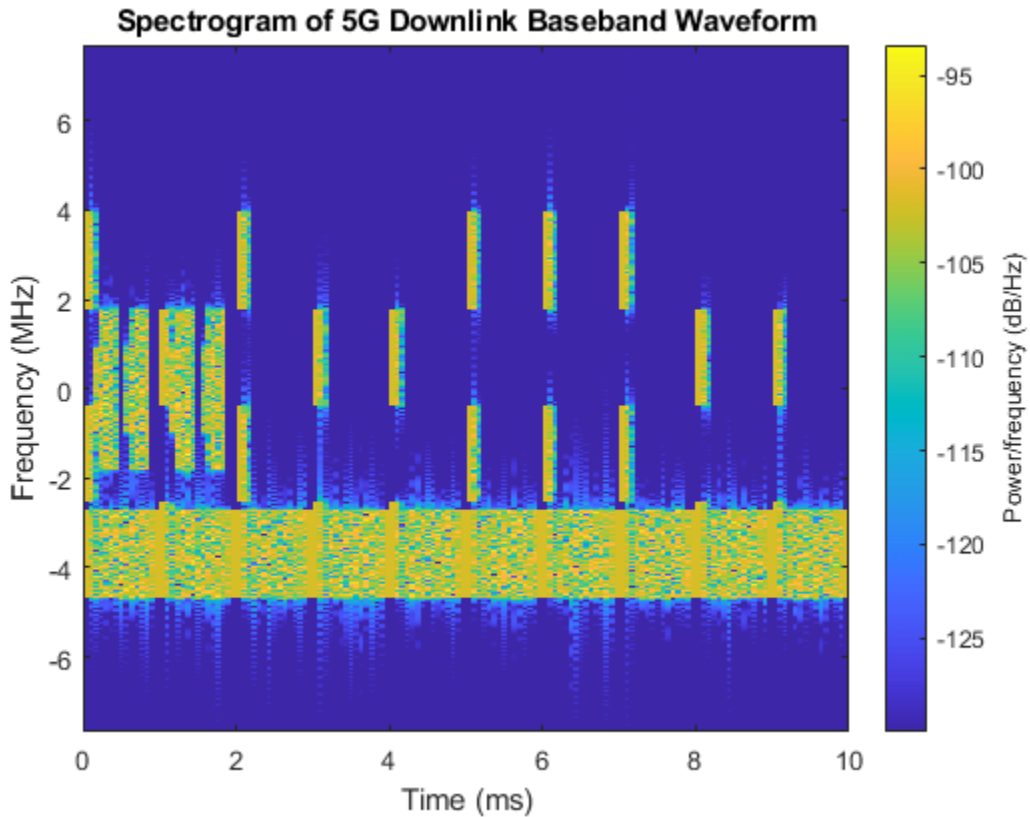 Spectrogram of 5G Downlink Baseband Waveform
6
4
2
0
-2
-4
-6
Frequency (MHz)
0 2 4 6 8 10
Time (ms)
-95
-100
-105
-110
-115
-120
-125
Power/frequency (dB/Hz)